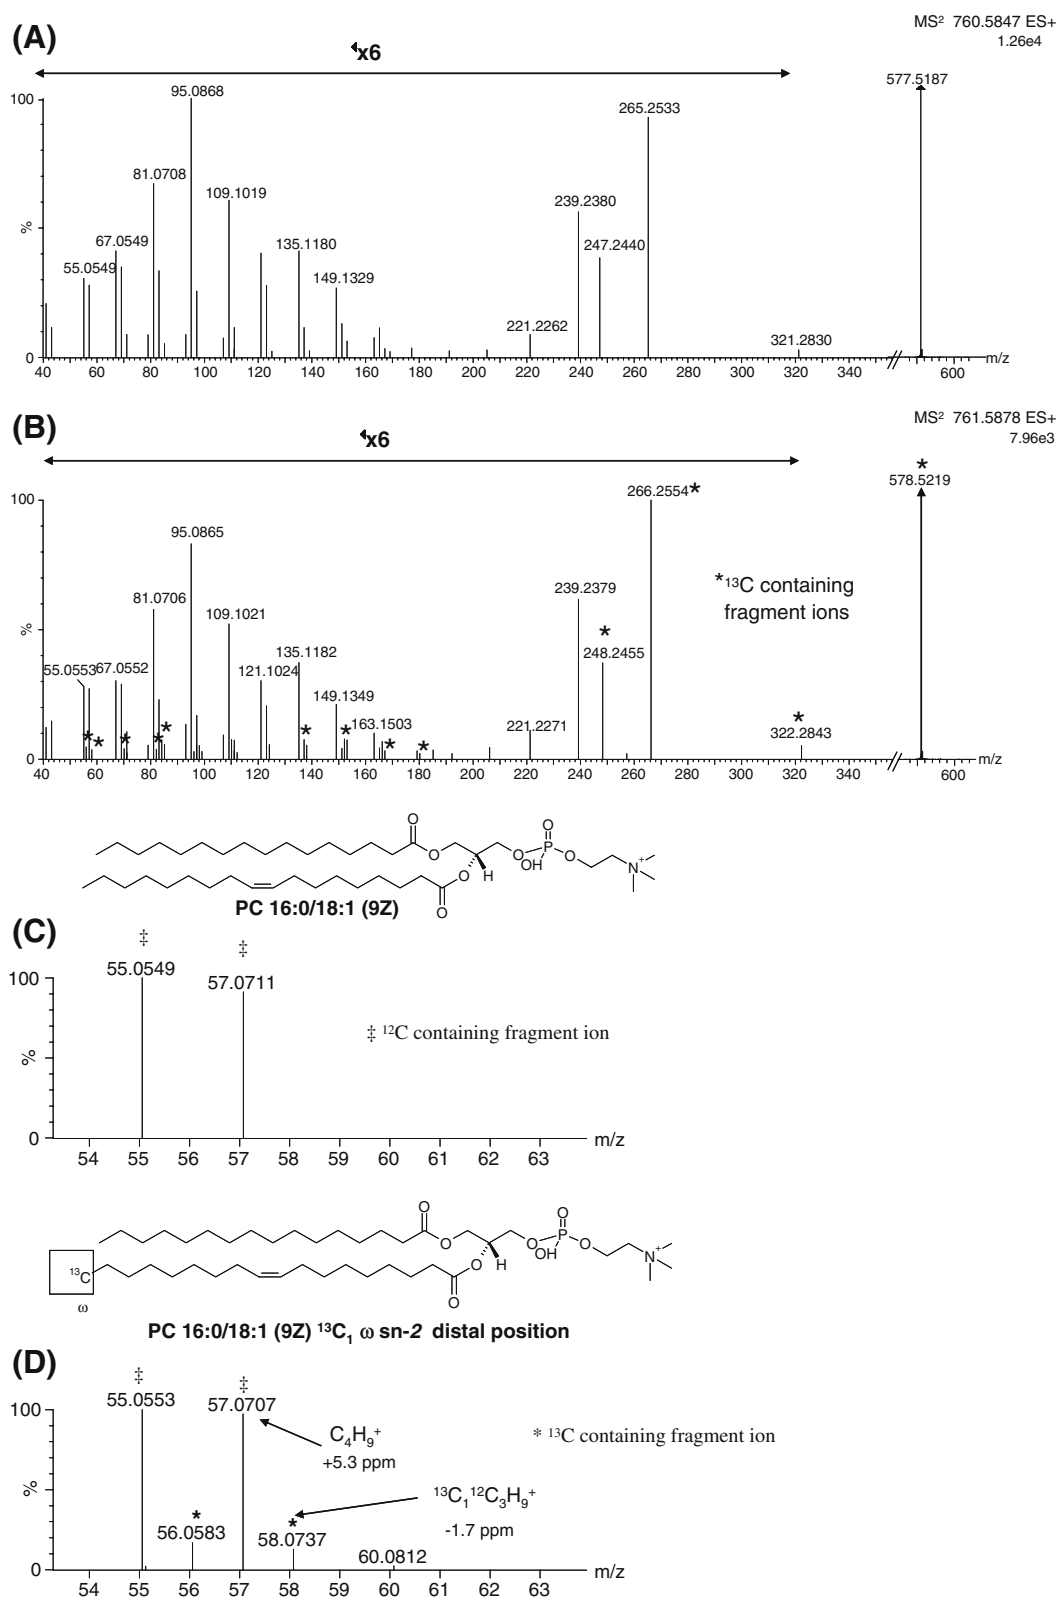 (A)
MS² 760.5847 ES+
1.26e4
x6
577.5187
100
95.0868
265.2533
81.0708
109.1019
239.2380
%
67.0549
135.1180
247.2440
55.0549
149.1329
221.2262
321.2830
0
40 60 80 100 120 140 160 180 200 220 240 260 280 300 320 340 600 m/z
(B)
MS² 761.5878 ES+
7.96e3
x6
*
578.5219
100
266.2554*
95.0865
*¹³C containing
fragment ions
81.0706
239.2379
109.1021
%
*
135.1182
248.2455
55.0553 67.0552
121.1024
149.1349
163.1503
221.2271
*
322.2843
* * * * * * * * *
0
40 60 80 100 120 140 160 180 200 220 240 260 280 300 320 340 600 m/z
O O
O O P O
OH N⁺
O H
O
PC 16:0/18:1 (9Z)
(C)
‡ ‡
100
55.0549
57.0711
‡ ¹²C containing fragment ion
%
0
54 55 56 57 58 59 60 61 62 63 m/z
O O
O O P O
OH N⁺
¹³C
O H
O
ω
PC 16:0/18:1 (9Z) ¹³C₁ ω sn-2 distal position
(D)
‡ ‡
100
55.0553
57.0707
C₄H₉⁺
+5.3 ppm
* ¹³C containing fragment ion
%
¹³C₁¹²C₃H₉⁺
-1.7 ppm
*
56.0583
*
58.0737
60.0812
0
54 55 56 57 58 59 60 61 62 63 m/z